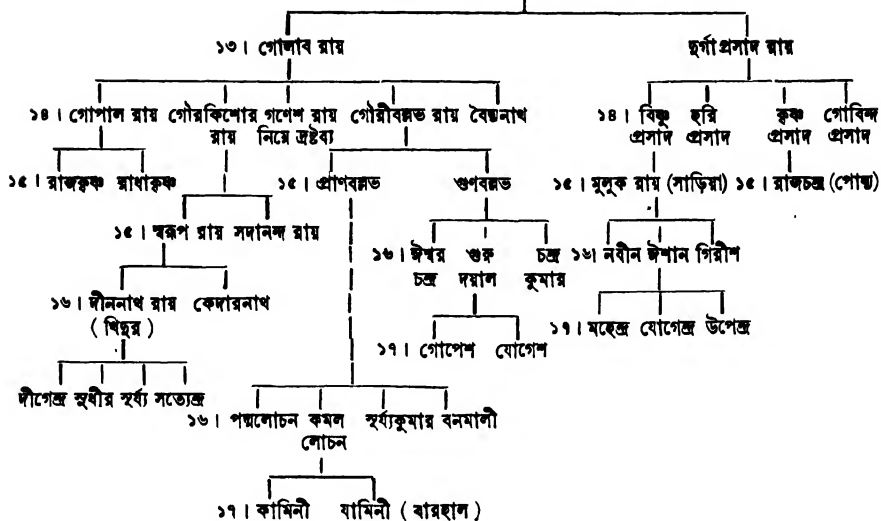 ১৩। গোলাব রায় দুর্গাপ্রসাদ রায়
১৪। গোপাল রায় গৌরকিশোর গণেশ রায় গৌরীবল্লভ রায় বৈদ্যনাথ ১৪। বিষ্ণু হরি কৃষ্ণ গোবিন্দ
রায় নিম্নে দ্রষ্টব্য প্রসাদ প্রসাদ প্রসাদ প্রসাদ
১৫। রাজকৃষ্ণ রাধাকৃষ্ণ ১৫। প্রাণবল্লভ গুণবল্লভ ১৫। মুলুক রায় (সাড়িয়া) ১৫। রাজচন্দ্র (পোষ্য)
১৫। স্বরূপ রায় সদানন্দ রায় ১৬। ঈশ্বর গুরু চন্দ্র ১৬। নবীন ঈশান গিরীশ
চন্দ্র দয়াল কুমার
১৬। দীননাথ রায় কেদারনাথ
(খিদুর) ১৭। গোপেশ যোগেশ ১৭। মহেন্দ্র যোগেন্দ্র উপেন্দ্র
দীগেন্দ্র সুধীর সূর্য্য সত্যেন্দ্র
১৬। পদ্মলোচন কমল সূর্য্যকুমার বনমালী
লোচন
১৭। কামিনী যামিনী (বারহাল)